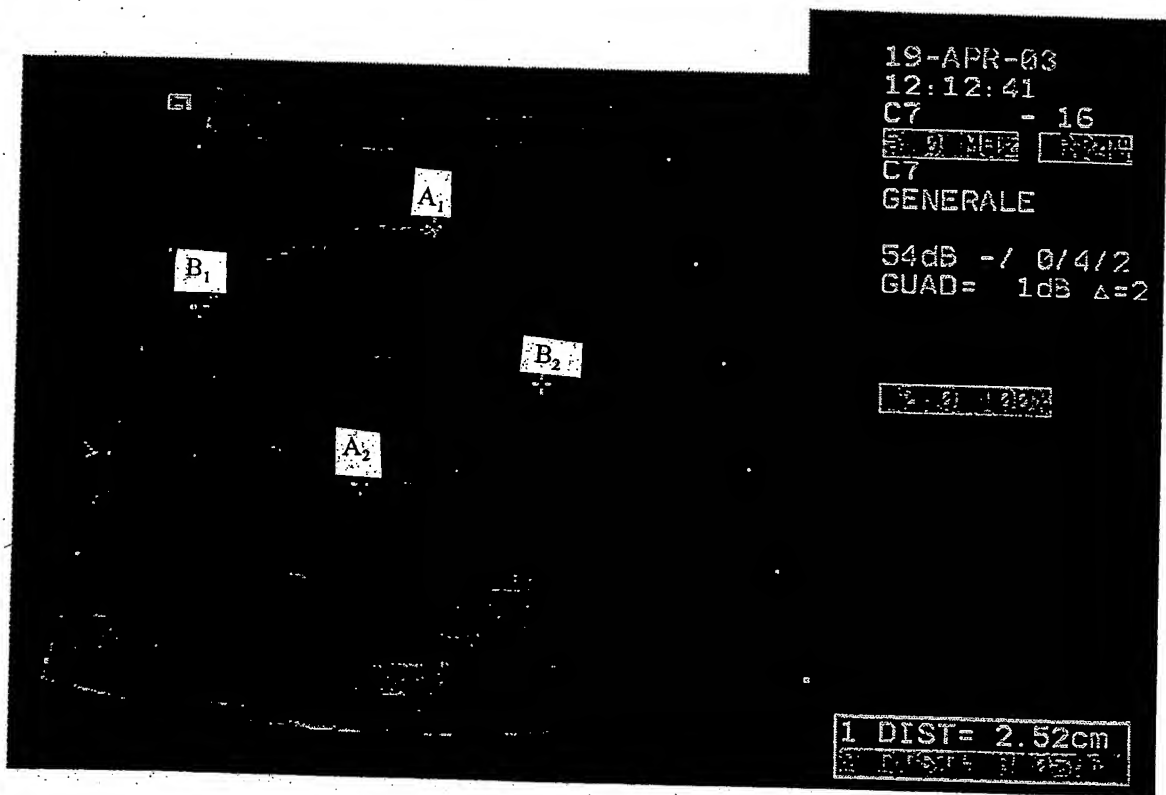 19-APR-03
12:12:41
C7 - 16
C7
GENERALE
54dB -/ 0/4/2
GUAD= 1dB △=2
A₁
B₁
B₂
A₂
1 DIST= 2.52cm